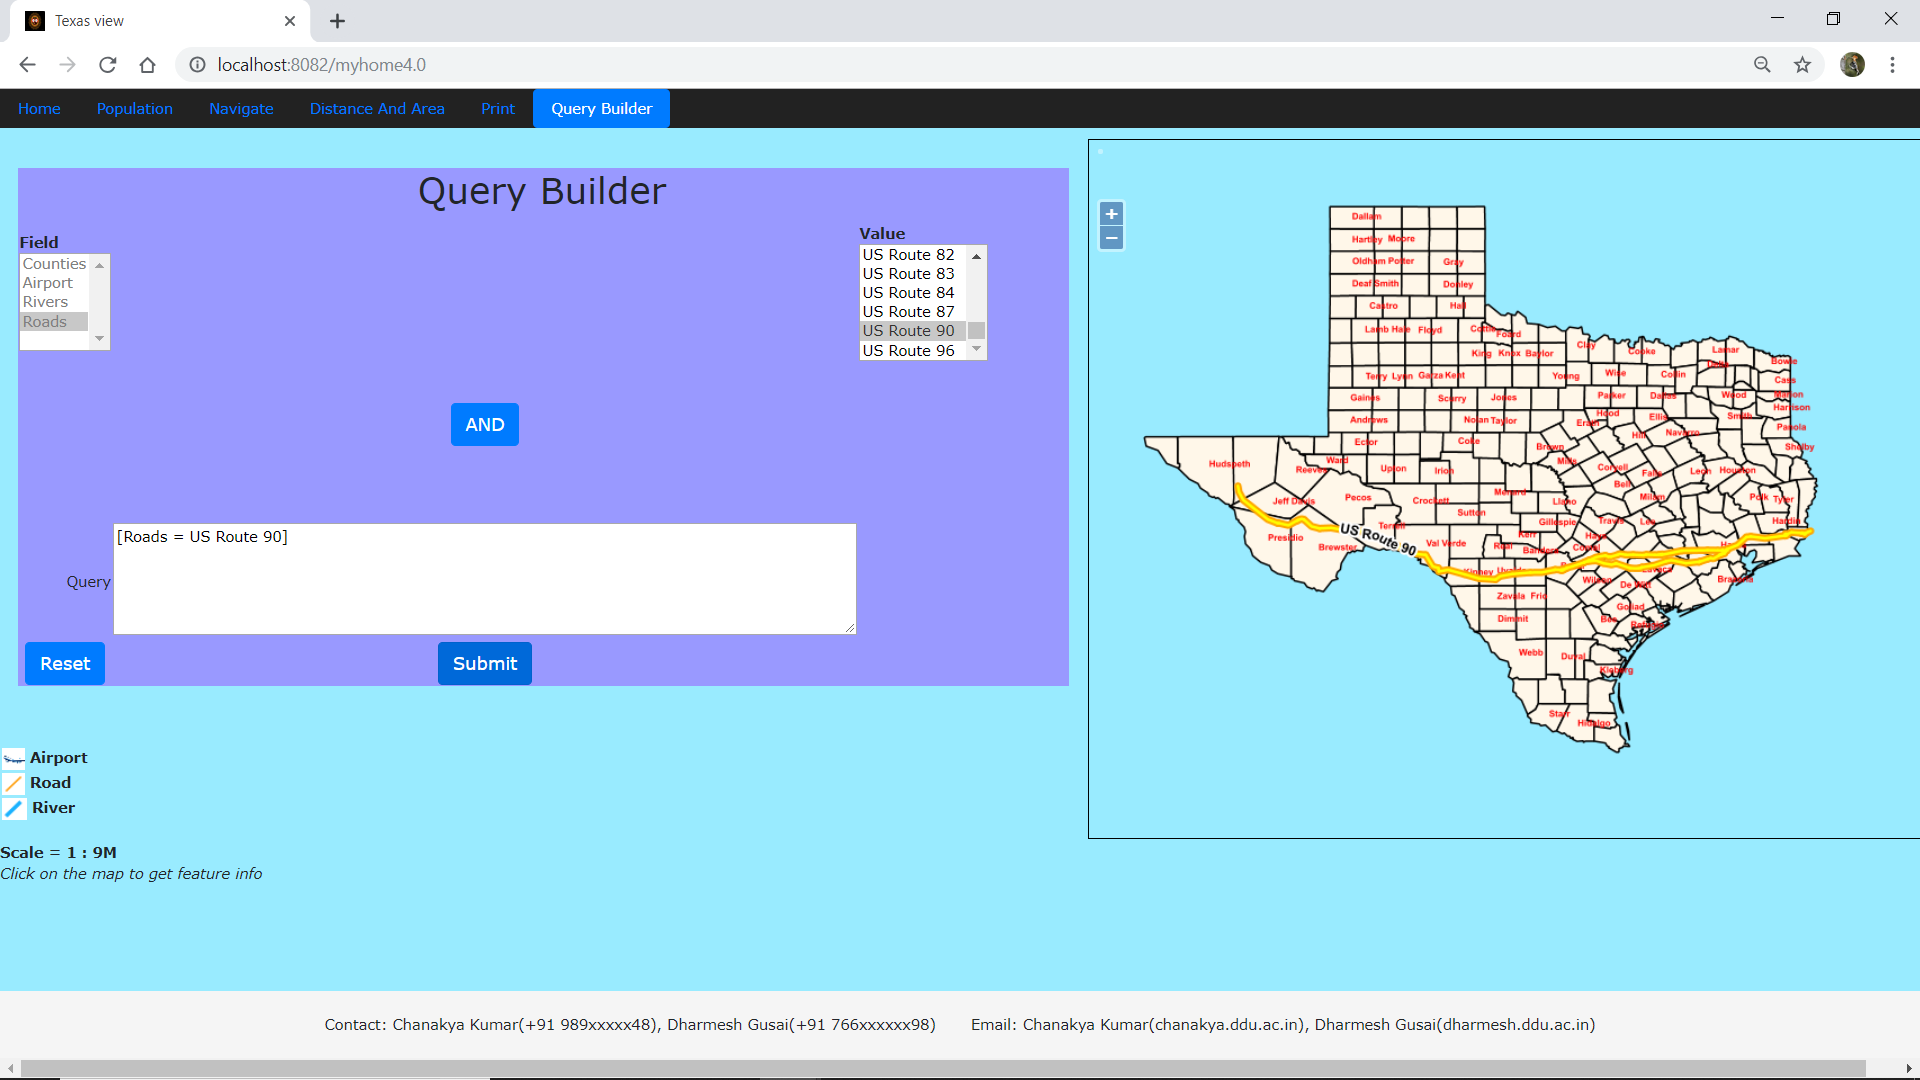 Texas view
localhost:8082/myhome4.0
Home Population Navigate Distance And Area Print Query Builder
Query Builder
Field
Counties
Airport
Rivers
Roads
Value
US Route 82
US Route 83
US Route 84
US Route 87
US Route 90
US Route 96
AND
Query
[Roads = US Route 90]
Reset Submit
Airport
Road
River
Scale = 1 : 9M
Click on the map to get feature info
+
−
Dallam
Hartley Moore
Oldham Potter Gray
Deaf Smith Donley
Castro Hall
Lamb Hale Floyd Cottle Foard
King Knox Baylor Clay Cooke Lamar Bowie
Terry Lynn Garza Kent Young Wise Collin Cass
Gaines Scurry Jones Parker Dallas Wood Marion
Harrison
Andrews Nolan Taylor Erath Hood Ellis Smith Panola
Ector Coke Brown Hill Navarro Shelby
Hudspeth Reeves Ward Upton Irion Mills Coryell Falls Leon Houston
Bell
Jeff Davis Pecos Crockett Menard Llano Milam Polk Tyler
Sutton Gillespie Travis Lee Hardin
Presidio Brewster Terrell US Route 90 Val Verde Real Kerr Bandera Hays Comal
Kinney Uvalde Wilson De Witt Lavaca Brazoria
Zavala Frio Goliad
Dimmit Bee Refugio
Webb Duval Kleberg
Starr Hidalgo
Contact: Chanakya Kumar(+91 989xxxxx48), Dharmesh Gusai(+91 766xxxxxx98) Email: Chanakya Kumar(chanakya.ddu.ac.in), Dharmesh Gusai(dharmesh.ddu.ac.in)